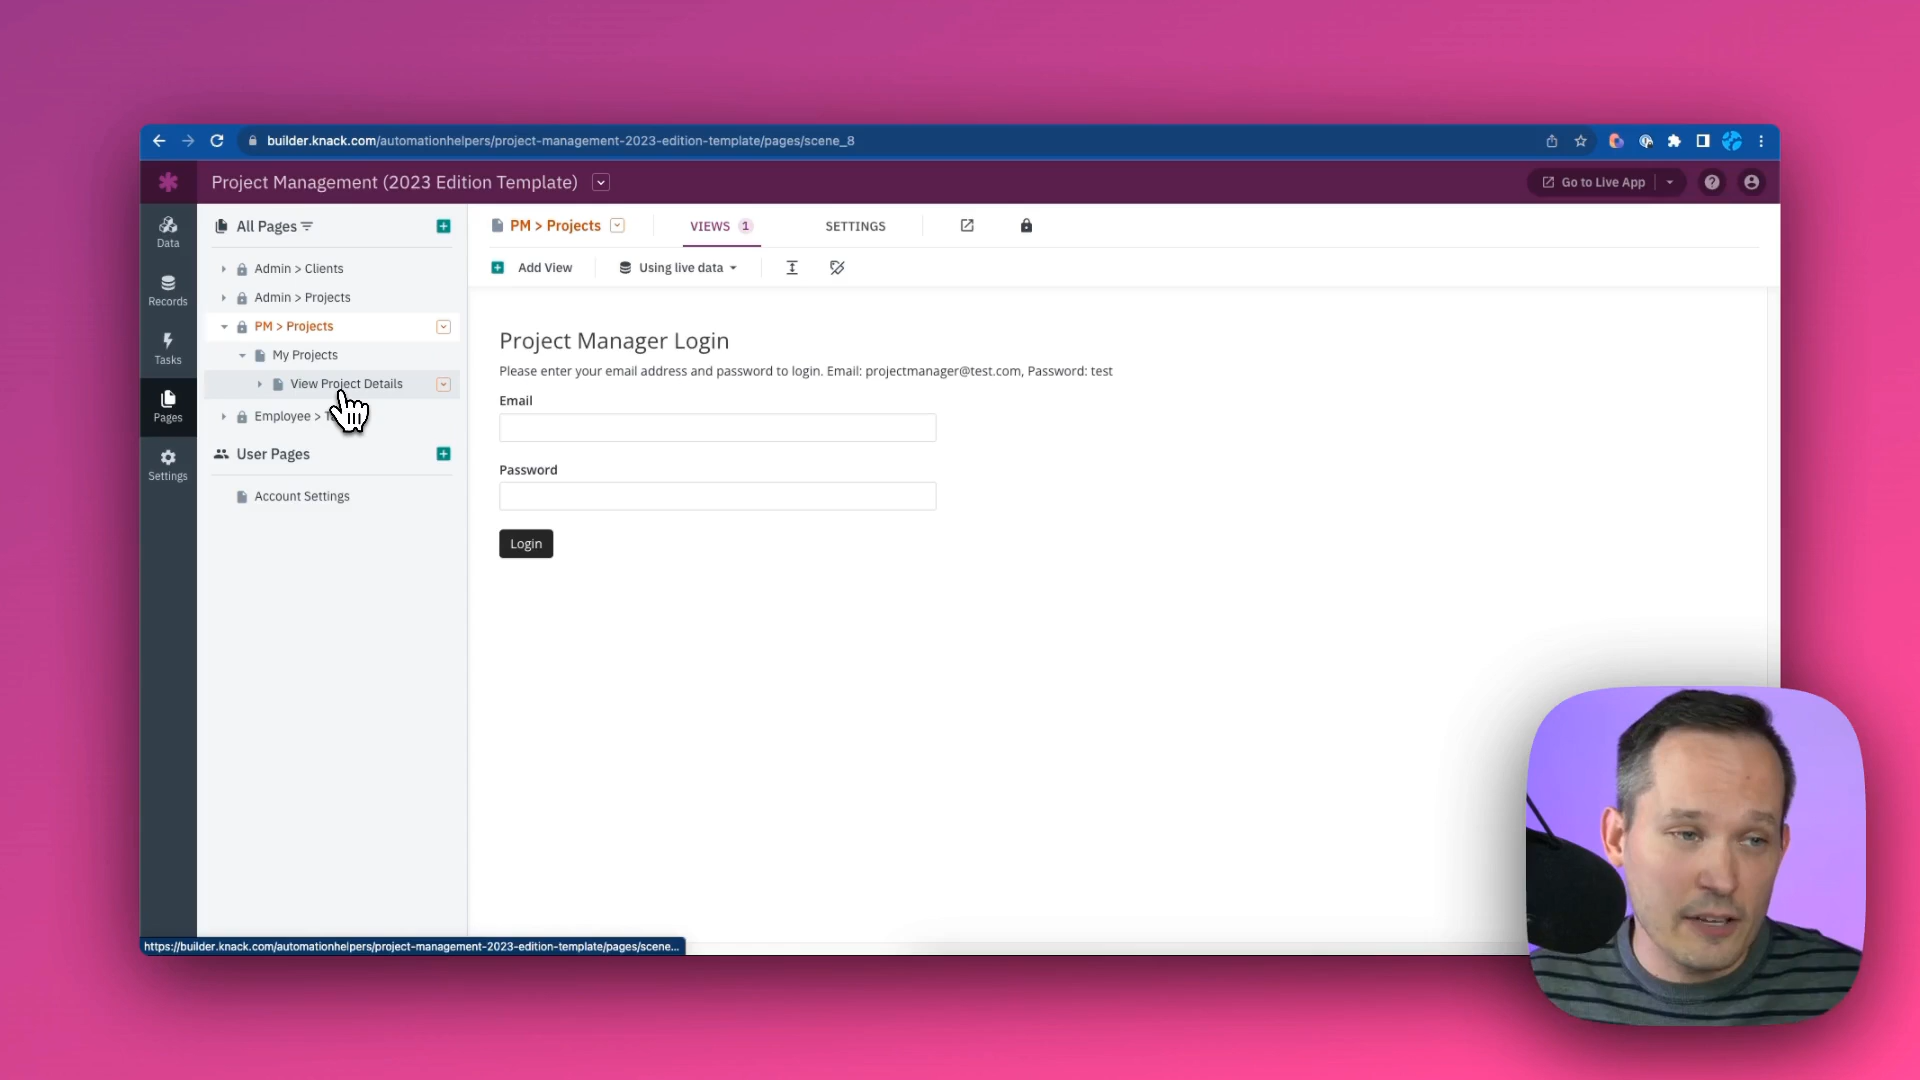 builder.knack.com/automationhelpers/project-management-2023-edition-template/pages/scene_8
Project Management (2023 Edition Template)
Go to Live App
Data
Records
Tasks
Pages
Settings
All Pages
Admin > Clients
Admin > Projects
PM > Projects
My Projects
View Project Details
Employee >
User Pages
Account Settings
PM > Projects
VIEWS 1
SETTINGS
Add View
Using live data
Project Manager Login
Please enter your email address and password to login. Email: projectmanager@test.com, Password: test
Email
Password
Login
https://builder.knack.com/automationhelpers/project-management-2023-edition-template/pages/scene...